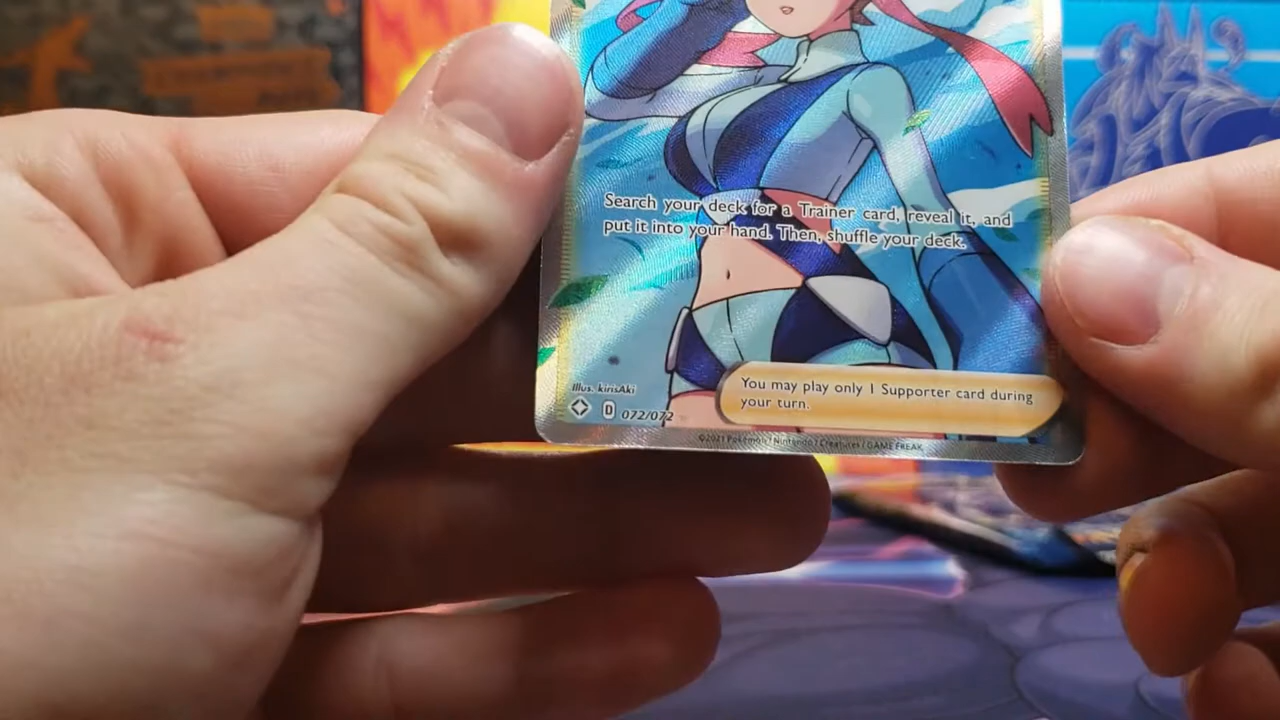 Search your deck for a Trainer card, reveal it, and
put it into your hand. Then, shuffle your deck.
You may play only 1 Supporter card during
your turn.
Illus. kirisAki
D 072/072
©2021 Pokémon / Nintendo / Creatures / GAME FREAK